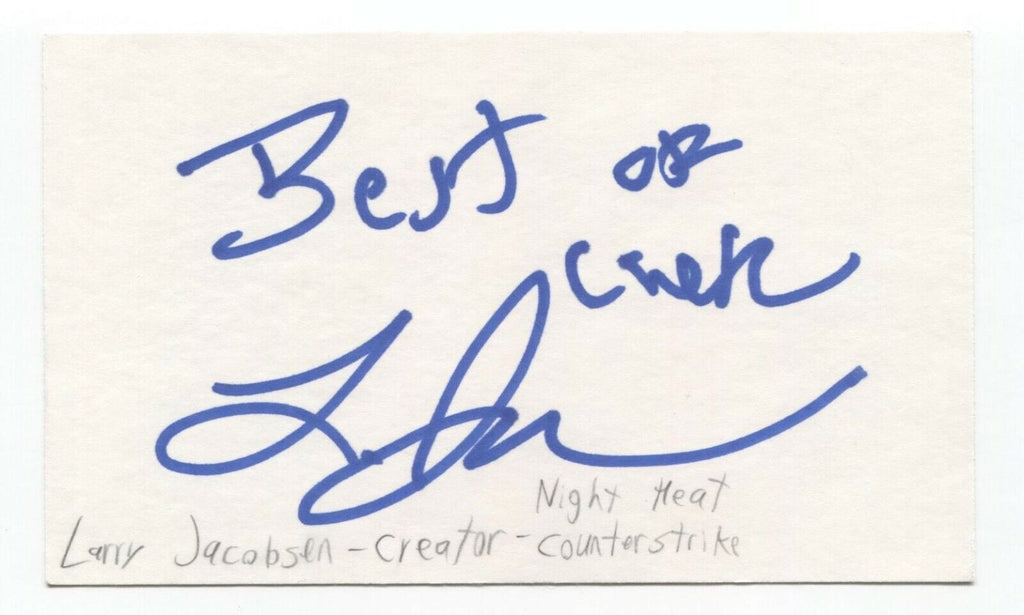 Best of
Luck
Night Heat
Larry Jacobsen - Creator - Counterstrike